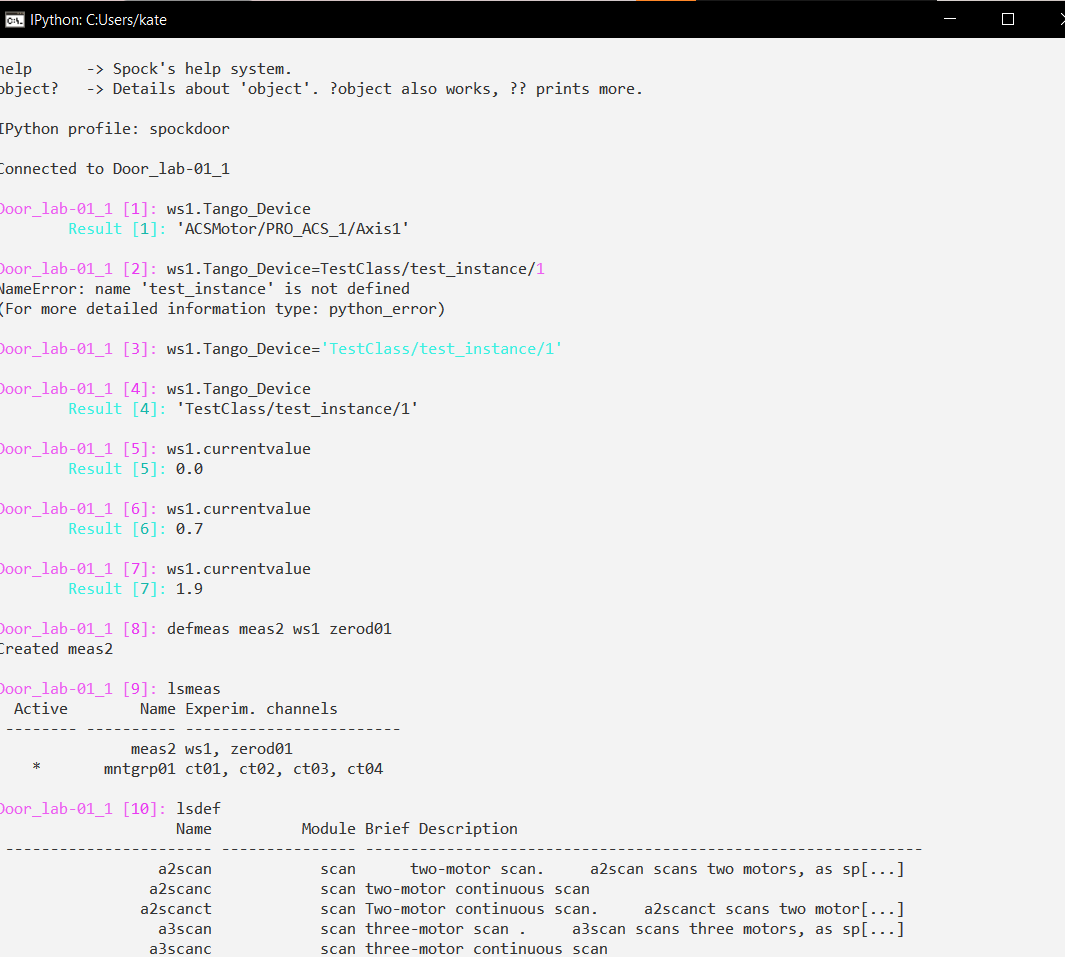 IPython: C:Users/kate
help      -> Spock's help system.
object?   -> Details about 'object'. ?object also works, ?? prints more.
IPython profile: spockdoor
Connected to Door_lab-01_1
Door_lab-01_1 [1]: ws1.Tango_Device
Result [1]: 'ACSMotor/PRO_ACS_1/Axis1'
Door_lab-01_1 [2]: ws1.Tango_Device=TestClass/test_instance/1
NameError: name 'test_instance' is not defined
(For more detailed information type: python_error)
Door_lab-01_1 [3]: ws1.Tango_Device='TestClass/test_instance/1'
Door_lab-01_1 [4]: ws1.Tango_Device
Result [4]: 'TestClass/test_instance/1'
Door_lab-01_1 [5]: ws1.currentvalue
Result [5]: 0.0
Door_lab-01_1 [6]: ws1.currentvalue
Result [6]: 0.7
Door_lab-01_1 [7]: ws1.currentvalue
Result [7]: 1.9
Door_lab-01_1 [8]: defmeas meas2 ws1 zerod01
Created meas2
Door_lab-01_1 [9]: lsmeas
Active        Name Experim. channels
-------- ---------- ------------------------
meas2 ws1, zerod01
*       mntgrp01 ct01, ct02, ct03, ct04
Door_lab-01_1 [10]: lsdef
Name          Module Brief Description
----------------------- --------------- --------------------------------------------------------------
a2scan            scan      two-motor scan.     a2scan scans two motors, as sp[...]
a2scanc            scan two-motor continuous scan
a2scanct            scan Two-motor continuous scan.     a2scanct scans two motor[...]
a3scan            scan three-motor scan .     a3scan scans three motors, as sp[...]
a3scanc            scan three-motor continuous scan